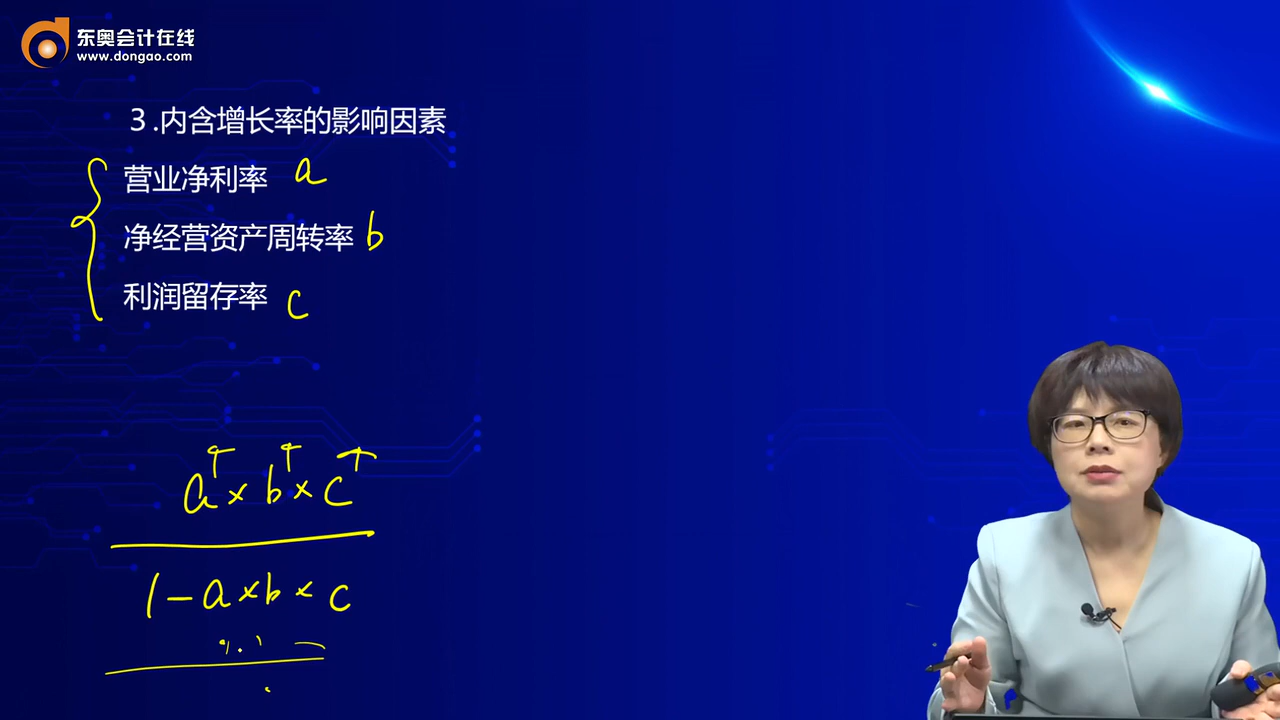 东奥会计在线
www.dongao.com
3.内含增长率的影响因素
营业净利率 a
净经营资产周转率 b
利润留存率 c
a↑×b↑×c↑
1-a×b×c